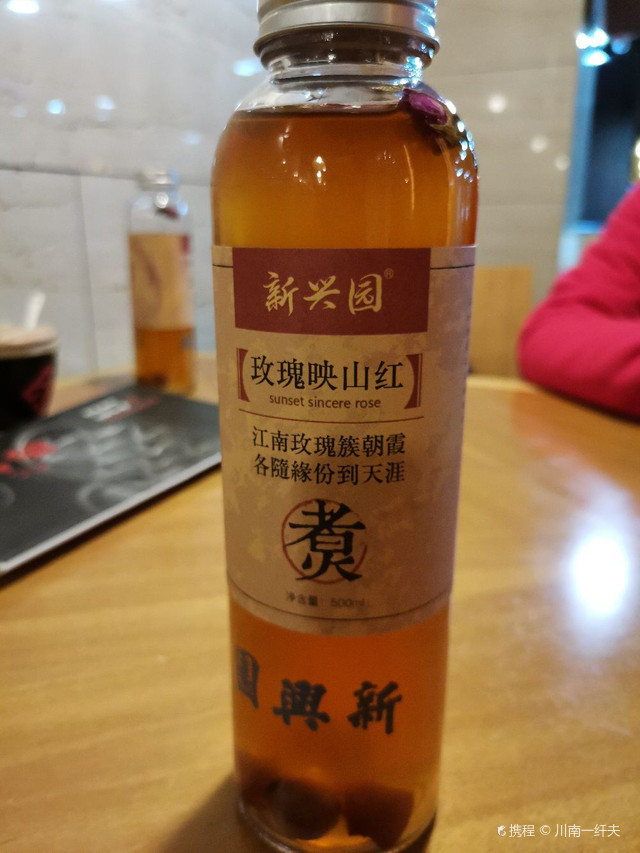 新兴园®
玫瑰映山红
sunset sincere rose
江南玫瑰簇朝霞
各隨緣份到天涯
煮
净含量：500ml
園興新
携程 © 川南一纤夫